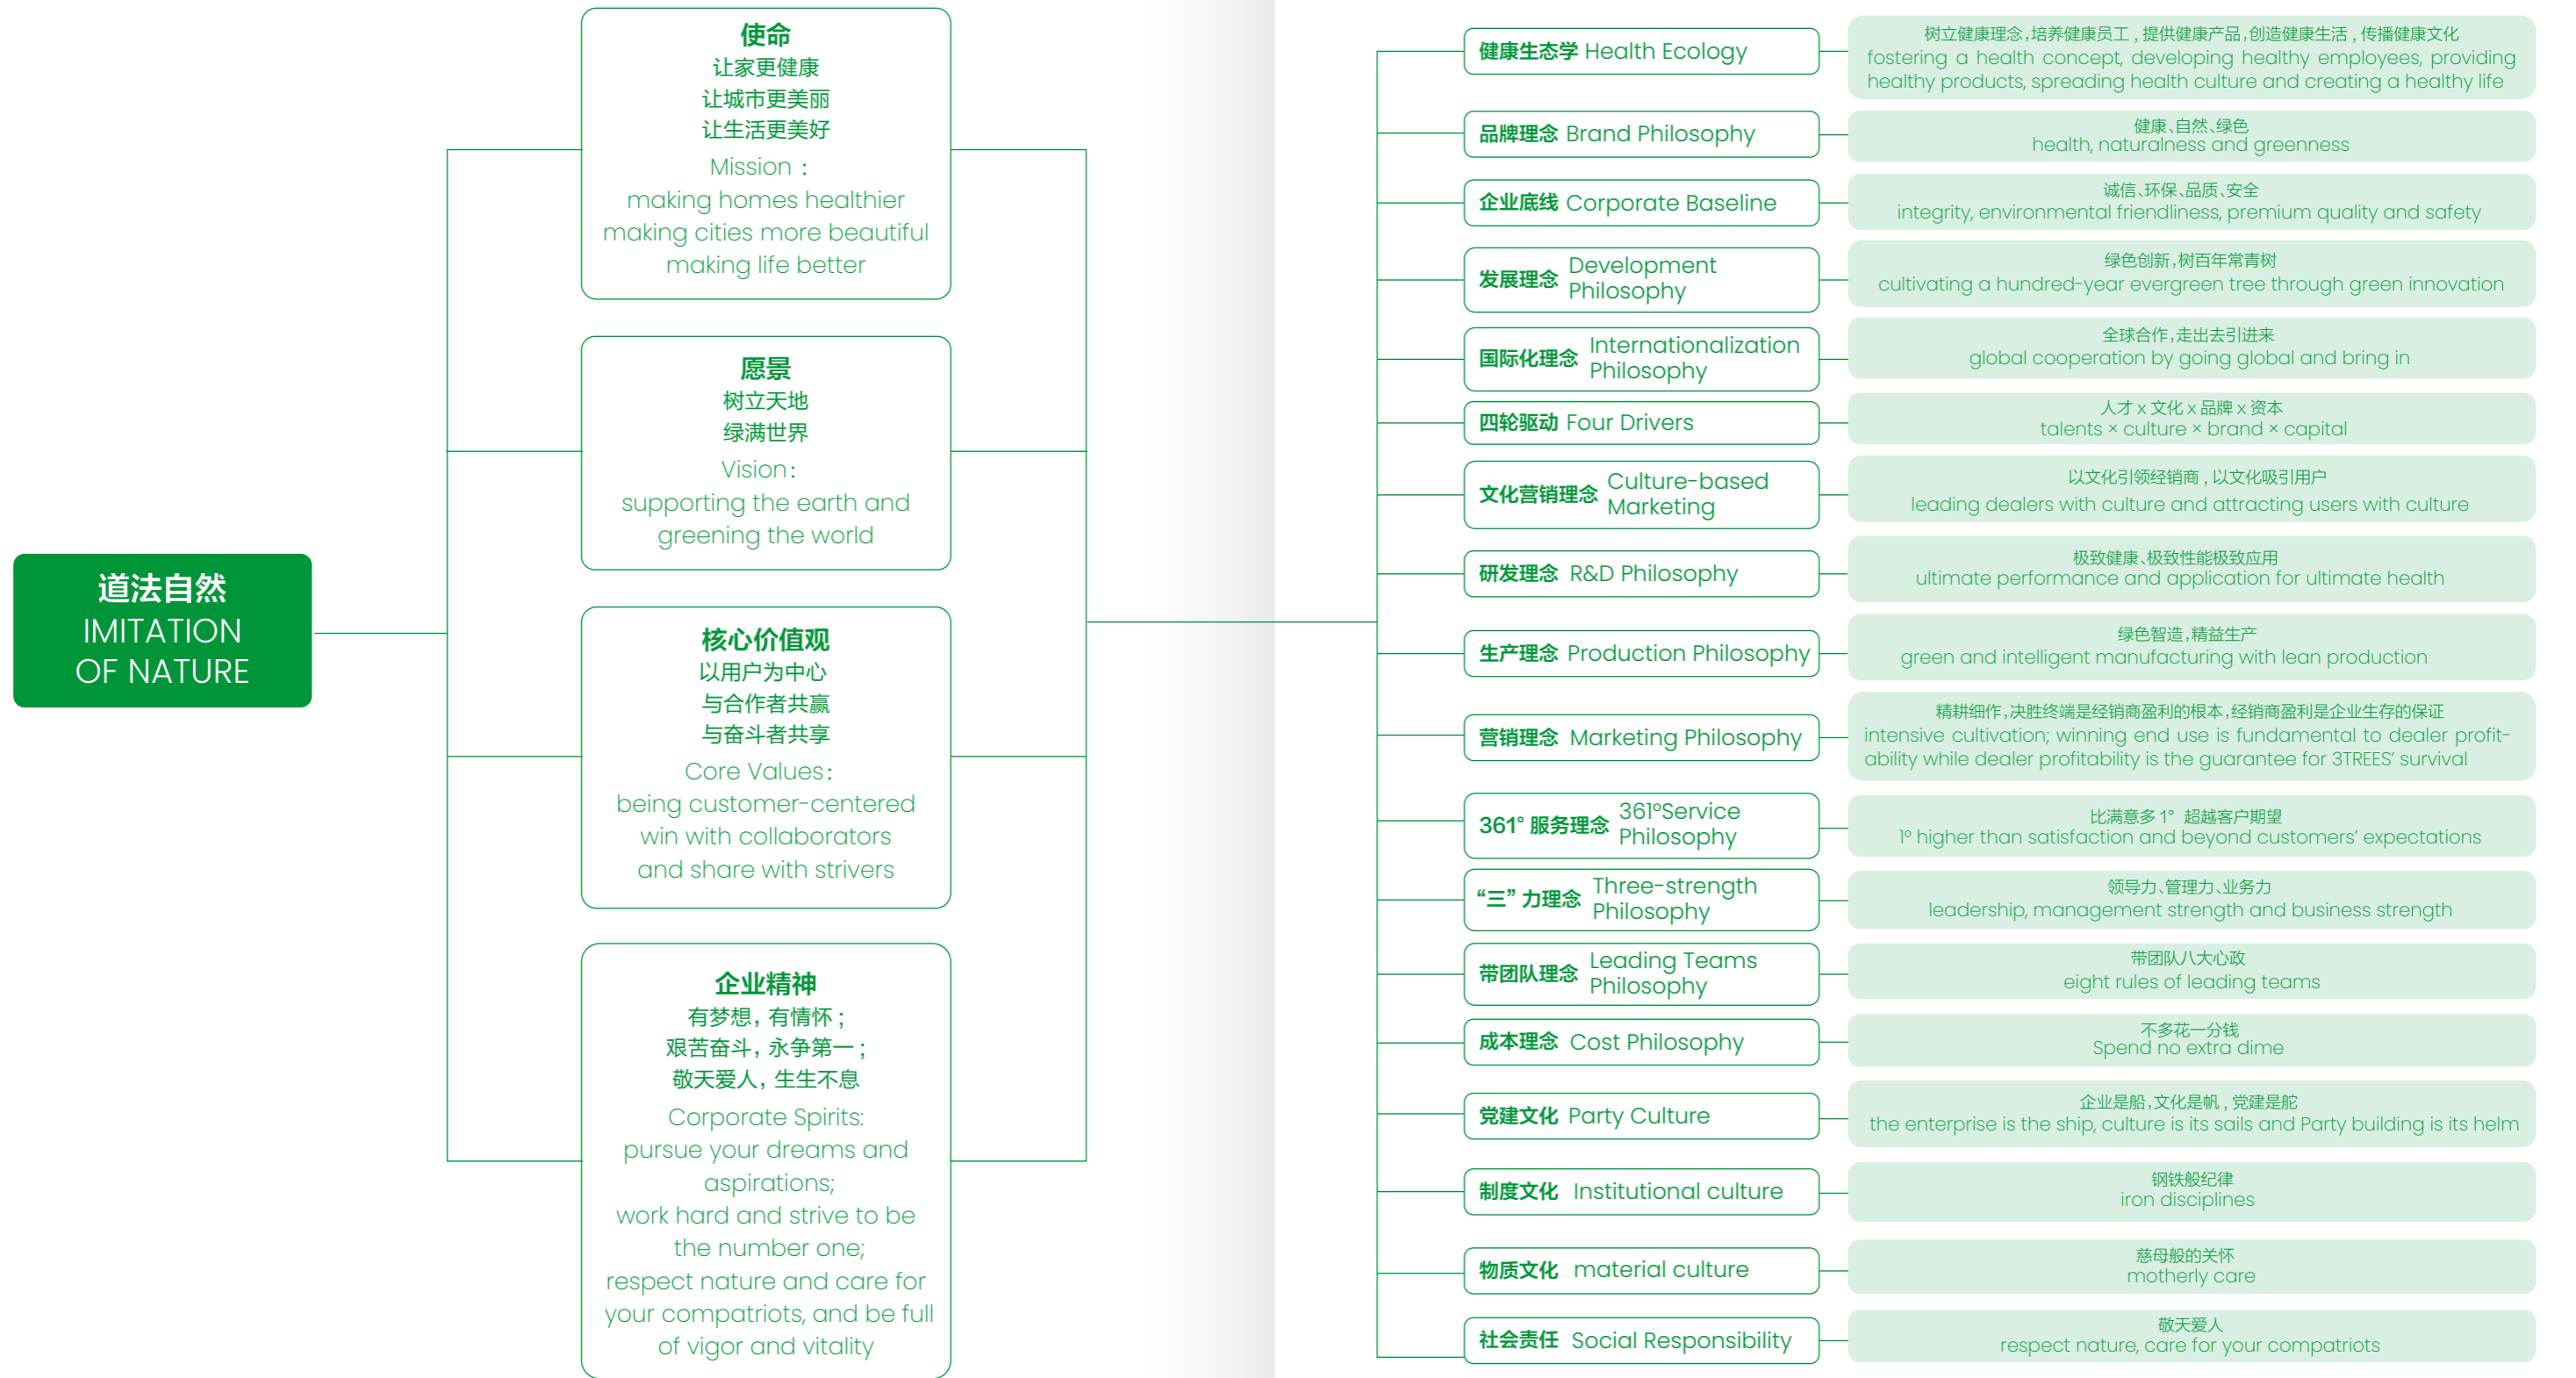 道法自然
IMITATION
OF NATURE
使命
让家更健康
让城市更美丽
让生活更美好
Mission：
making homes healthier
making cities more beautiful
making life better
愿景
树立天地
绿满世界
Vision：
supporting the earth and
greening the world
核心价值观
以用户为中心
与合作者共赢
与奋斗者共享
Core Values：
being customer-centered
win with collaborators
and share with strivers
企业精神
有梦想，有情怀；
艰苦奋斗，永争第一；
敬天爱人，生生不息
Corporate Spirits:
pursue your dreams and
aspirations;
work hard and strive to be
the number one;
respect nature and care for
your compatriots, and be full
of vigor and vitality
健康生态学 Health Ecology
树立健康理念，培养健康员工，提供健康产品，创造健康生活，传播健康文化
fostering a health concept, developing healthy employees, providing
healthy products, spreading health culture and creating a healthy life
品牌理念 Brand Philosophy
健康、自然、绿色
health, naturalness and greenness
企业底线 Corporate Baseline
诚信、环保、品质、安全
integrity, environmental friendliness, premium quality and safety
发展理念 Development
Philosophy
绿色创新，树百年常青树
cultivating a hundred-year evergreen tree through green innovation
国际化理念 Internationalization
Philosophy
全球合作，走出去引进来
global cooperation by going global and bring in
四轮驱动 Four Drivers
人才 x 文化 x 品牌 x 资本
talents × culture × brand × capital
文化营销理念 Culture-based
Marketing
以文化引领经销商，以文化吸引用户
leading dealers with culture and attracting users with culture
研发理念 R&D Philosophy
极致健康、极致性能极致应用
ultimate performance and application for ultimate health
生产理念 Production Philosophy
绿色智造，精益生产
green and intelligent manufacturing with lean production
营销理念 Marketing Philosophy
精耕细作，决胜终端是经销商盈利的根本，经销商盈利是企业生存的保证
intensive cultivation; winning end use is fundamental to dealer profit-
ability while dealer profitability is the guarantee for 3TREES’ survival
361° 服务理念 361°Service
Philosophy
比满意多 1° 超越客户期望
1° higher than satisfaction and beyond customers’ expectations
“三”力理念 Three-strength
Philosophy
领导力、管理力、业务力
leadership, management strength and business strength
带团队理念 Leading Teams
Philosophy
带团队八大心政
eight rules of leading teams
成本理念 Cost Philosophy
不多花一分钱
Spend no extra dime
党建文化 Party Culture
企业是船，文化是帆，党建是舵
the enterprise is the ship, culture is its sails and Party building is its helm
制度文化 Institutional culture
钢铁般纪律
iron disciplines
物质文化 material culture
慈母般的关怀
motherly care
社会责任 Social Responsibility
敬天爱人
respect nature, care for your compatriots